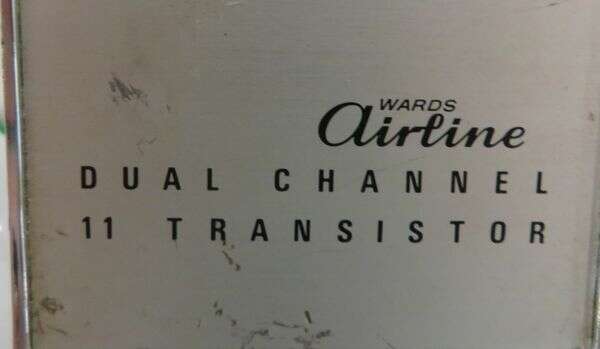 WARDS
Airline
DUAL CHANNEL
11 TRANSISTOR